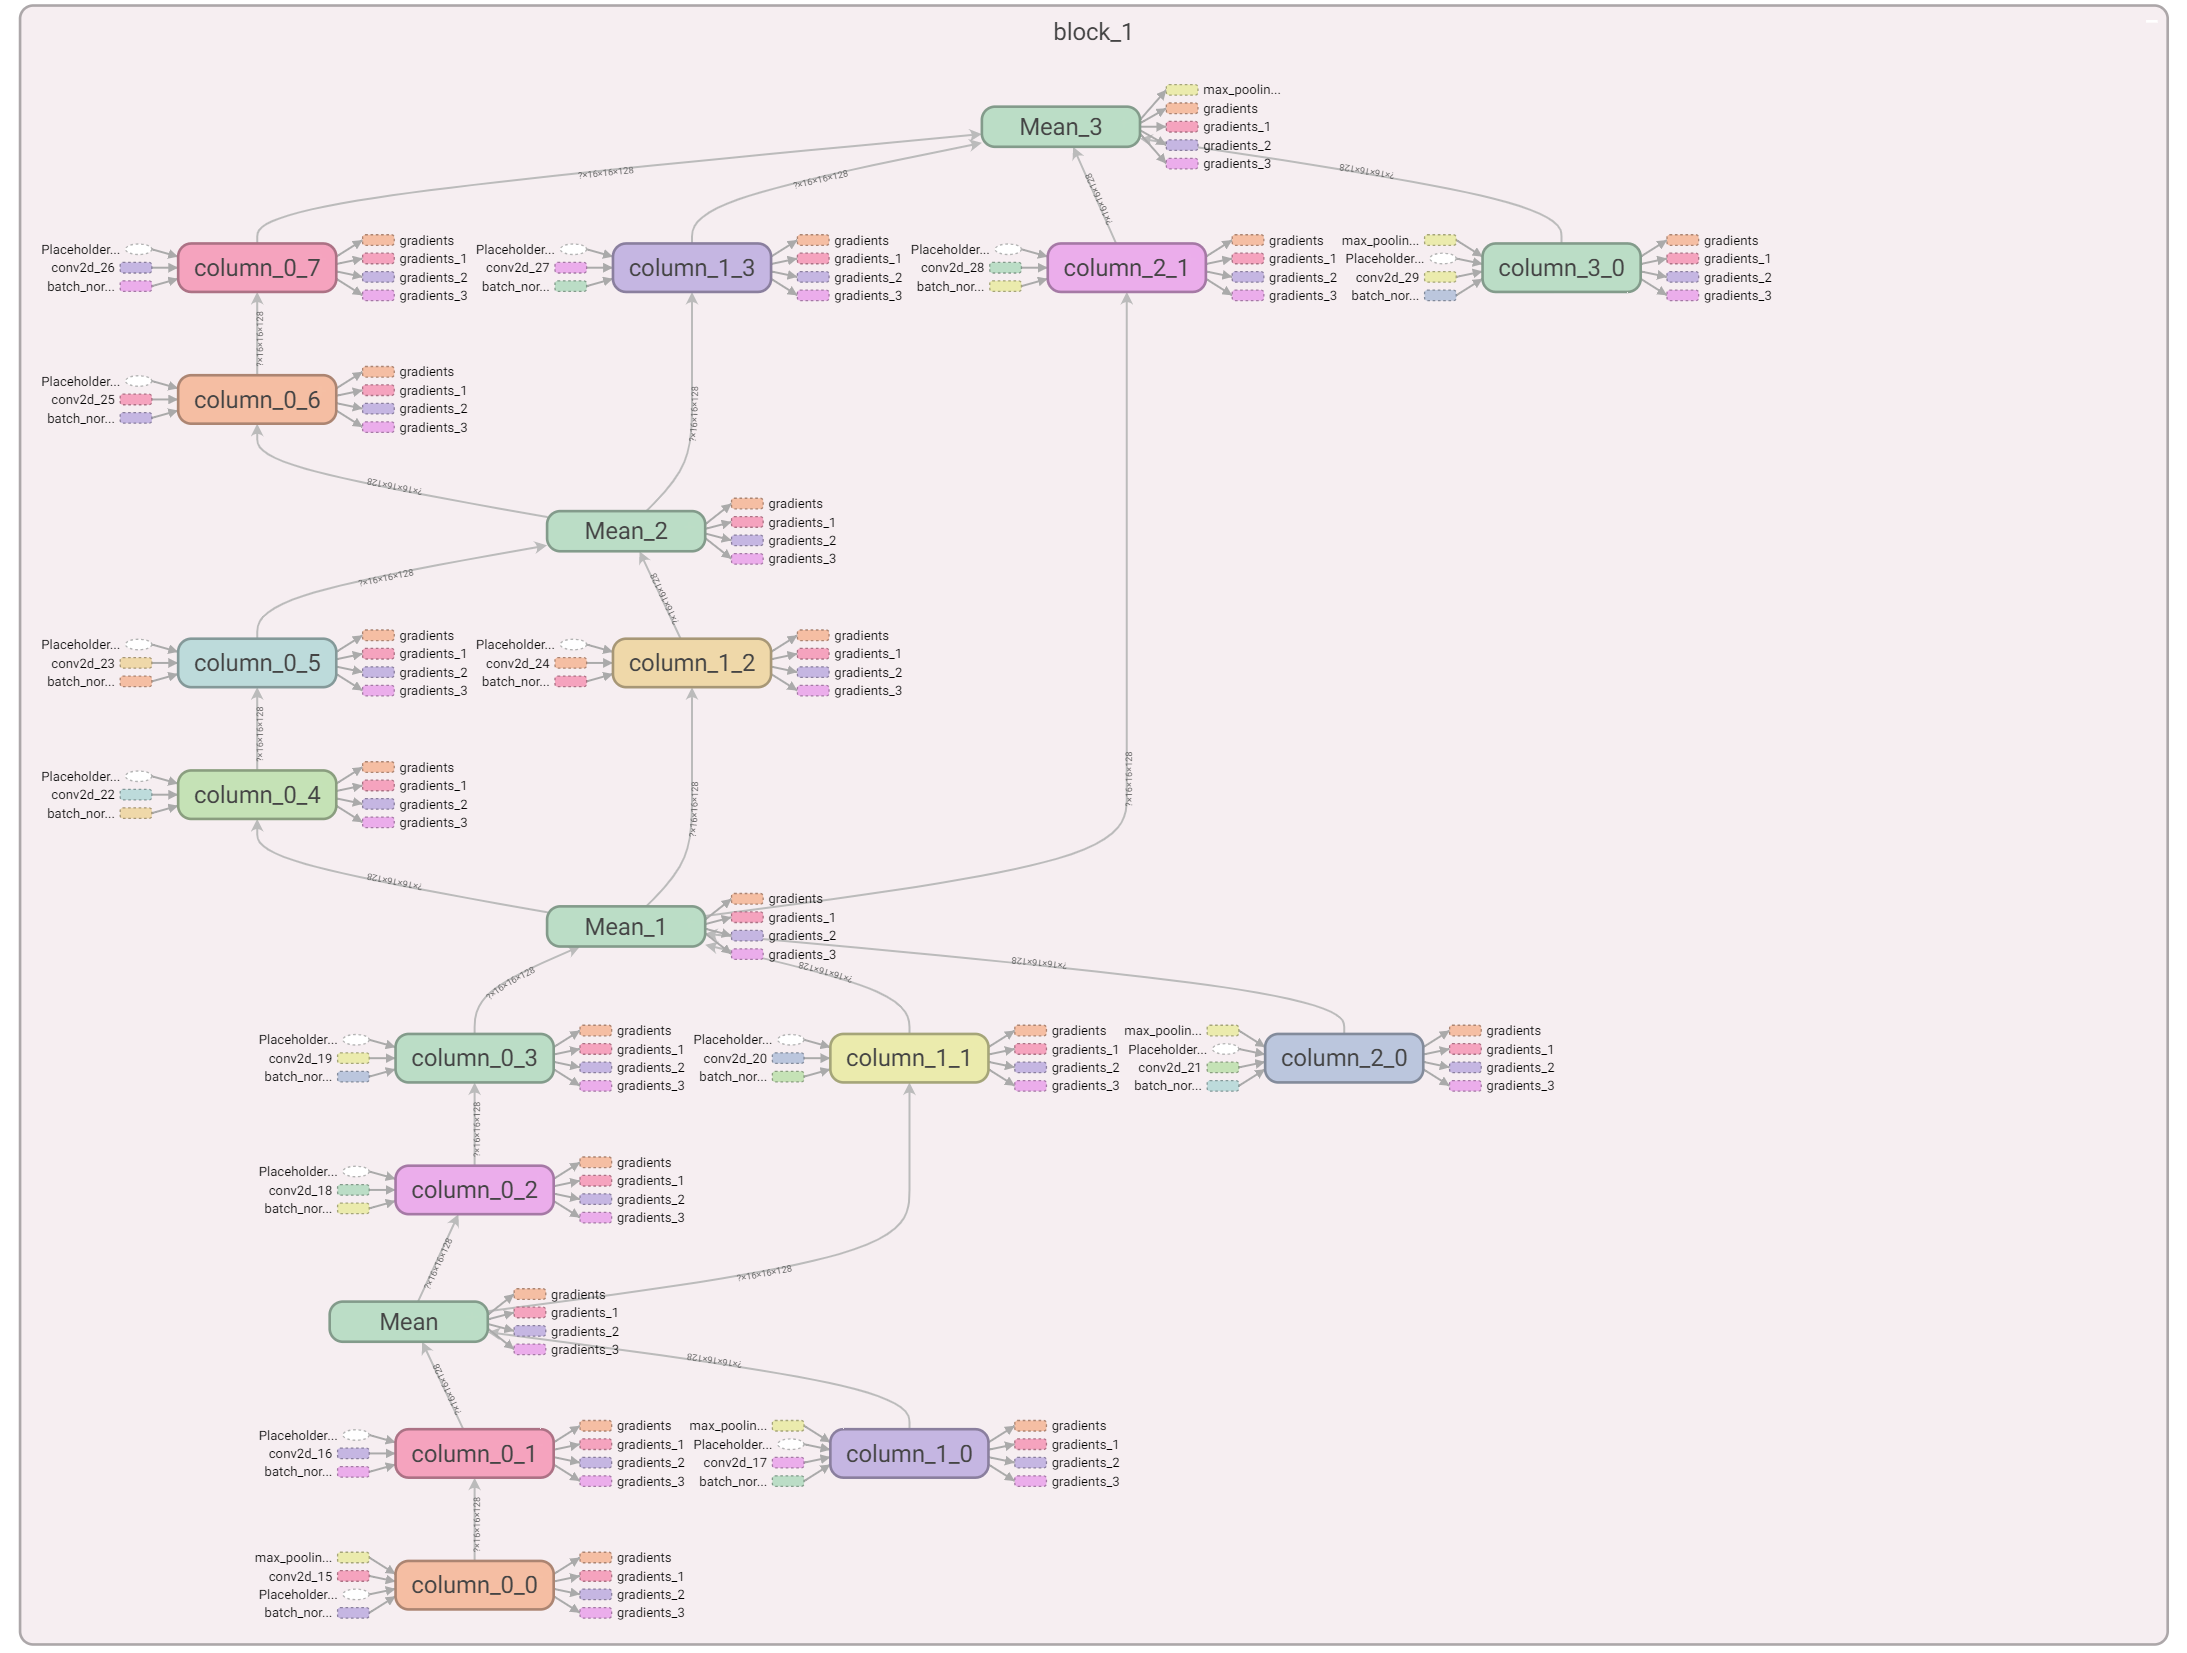 block_1
max_poolin...
Mean_3
gradients
gradients_1
gradients_2
gradients_3
?×16×16×128
?×16×16×128
?×16×16×128
?×16×16×128
Placeholder...
conv2d_26
batch_nor...
column_0_7
gradients
gradients_1
gradients_2
gradients_3
Placeholder...
conv2d_27
batch_nor...
column_1_3
gradients
gradients_1
gradients_2
gradients_3
Placeholder...
conv2d_28
batch_nor...
column_2_1
gradients
gradients_1
gradients_2
gradients_3
max_poolin...
Placeholder...
conv2d_29
batch_nor...
column_3_0
gradients
gradients_1
gradients_2
gradients_3
?×16×16×128
Placeholder...
conv2d_25
batch_nor...
column_0_6
gradients
gradients_1
gradients_2
gradients_3
?×16×16×128
?×16×16×128
Mean_2
gradients
gradients_1
gradients_2
gradients_3
?×16×16×128
?×16×16×128
Placeholder...
conv2d_23
batch_nor...
column_0_5
gradients
gradients_1
gradients_2
gradients_3
Placeholder...
conv2d_24
batch_nor...
column_1_2
gradients
gradients_1
gradients_2
gradients_3
?×16×16×128
Placeholder...
conv2d_22
batch_nor...
column_0_4
gradients
gradients_1
gradients_2
gradients_3
?×16×16×128
?×16×16×128
?×16×16×128
Mean_1
gradients
gradients_1
gradients_2
gradients_3
?×16×16×128
?×16×16×128
?×16×16×128
Placeholder...
conv2d_19
batch_nor...
column_0_3
gradients
gradients_1
gradients_2
gradients_3
Placeholder...
conv2d_20
batch_nor...
column_1_1
gradients
gradients_1
gradients_2
gradients_3
max_poolin...
Placeholder...
conv2d_21
batch_nor...
column_2_0
gradients
gradients_1
gradients_2
gradients_3
?×16×16×128
Placeholder...
conv2d_18
batch_nor...
column_0_2
gradients
gradients_1
gradients_2
gradients_3
?×16×16×128
?×16×16×128
Mean
gradients
gradients_1
gradients_2
gradients_3
?×16×16×128
?×16×16×128
Placeholder...
conv2d_16
batch_nor...
column_0_1
gradients
gradients_1
gradients_2
gradients_3
max_poolin...
Placeholder...
conv2d_17
batch_nor...
column_1_0
gradients
gradients_1
gradients_2
gradients_3
?×16×16×128
max_poolin...
conv2d_15
Placeholder...
batch_nor...
column_0_0
gradients
gradients_1
gradients_2
gradients_3